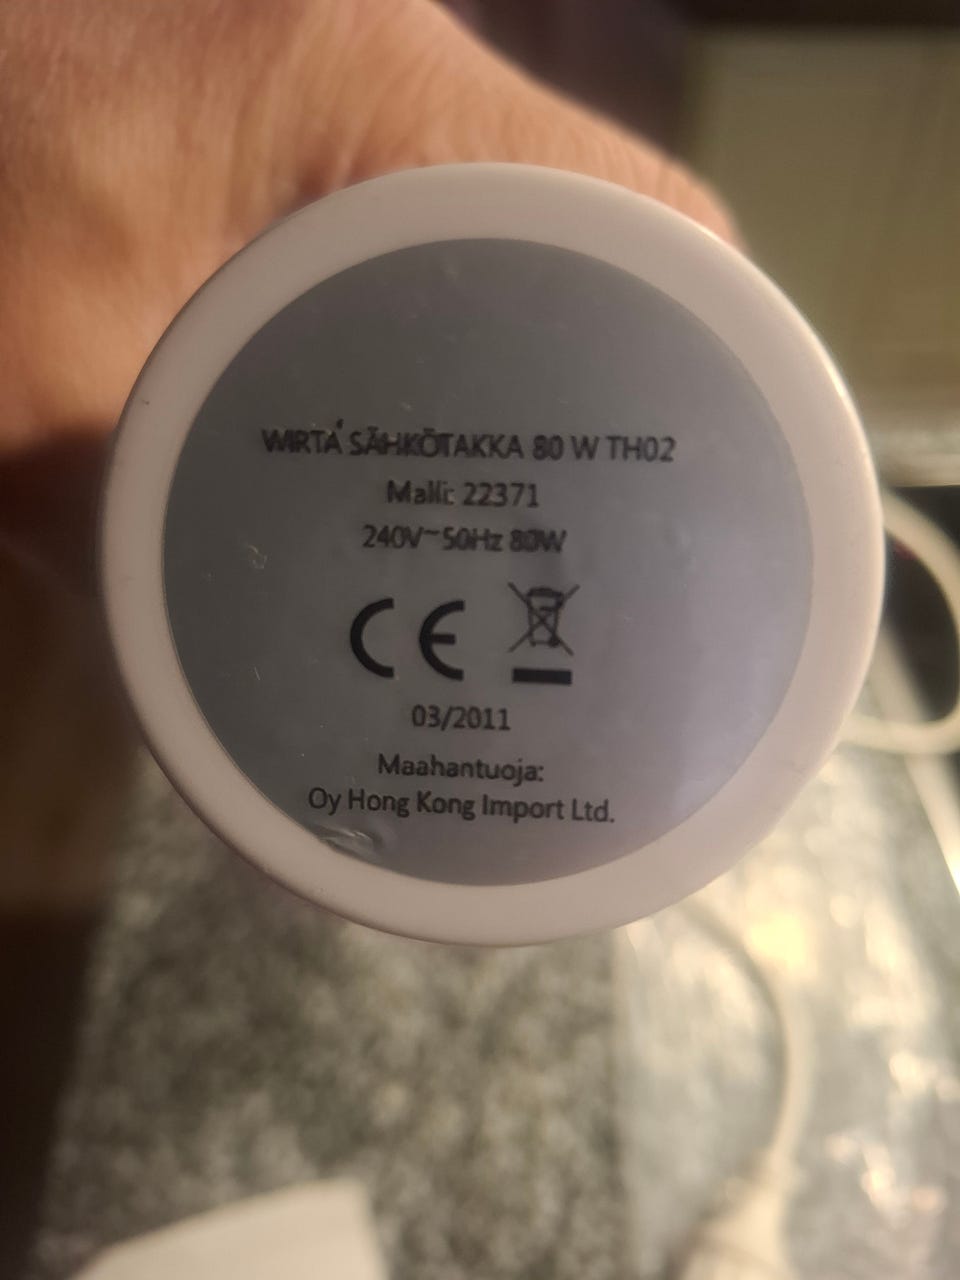 WIRTA SÄHKÖTAKKA 80 W TH02
Malli: 22371
240V~50Hz 80W
CE
03/2011
Maahantuoja:
Oy Hong Kong Import Ltd.